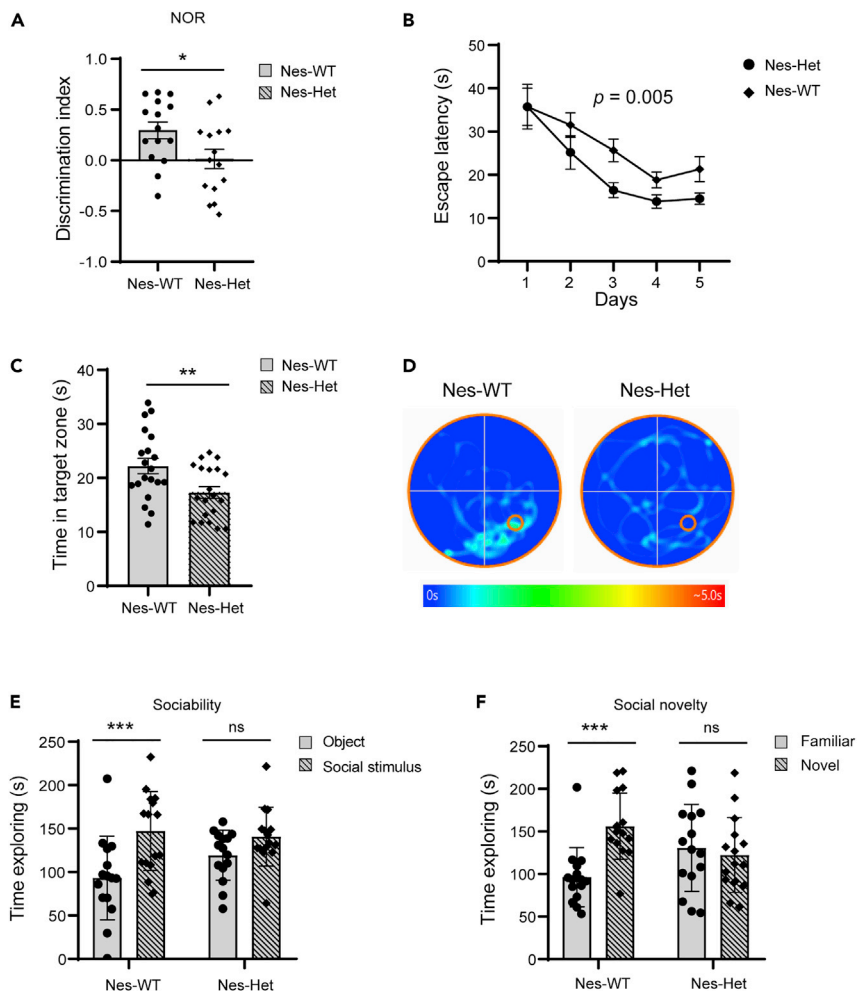 A
NOR
*
Nes-WT
Nes-Het
Discrimination index
1.0
0.5
0.0
-0.5
-1.0
Nes-WT Nes-Het
B
Nes-Het
Nes-WT
p = 0.005
Escape latency (s)
50
40
30
20
10
0
1 2 3 4 5
Days
C
Nes-WT
Nes-Het
**
Time in target zone (s)
40
30
20
10
0
Nes-WT Nes-Het
D
Nes-WT Nes-Het
0s ~5.0s
E
Sociability
*** ns
Object
Social stimulus
Time exploring (s)
250
200
150
100
50
0
Nes-WT Nes-Het
F
Social novelty
*** ns
Familiar
Novel
Time exploring (s)
250
200
150
100
50
0
Nes-WT Nes-Het